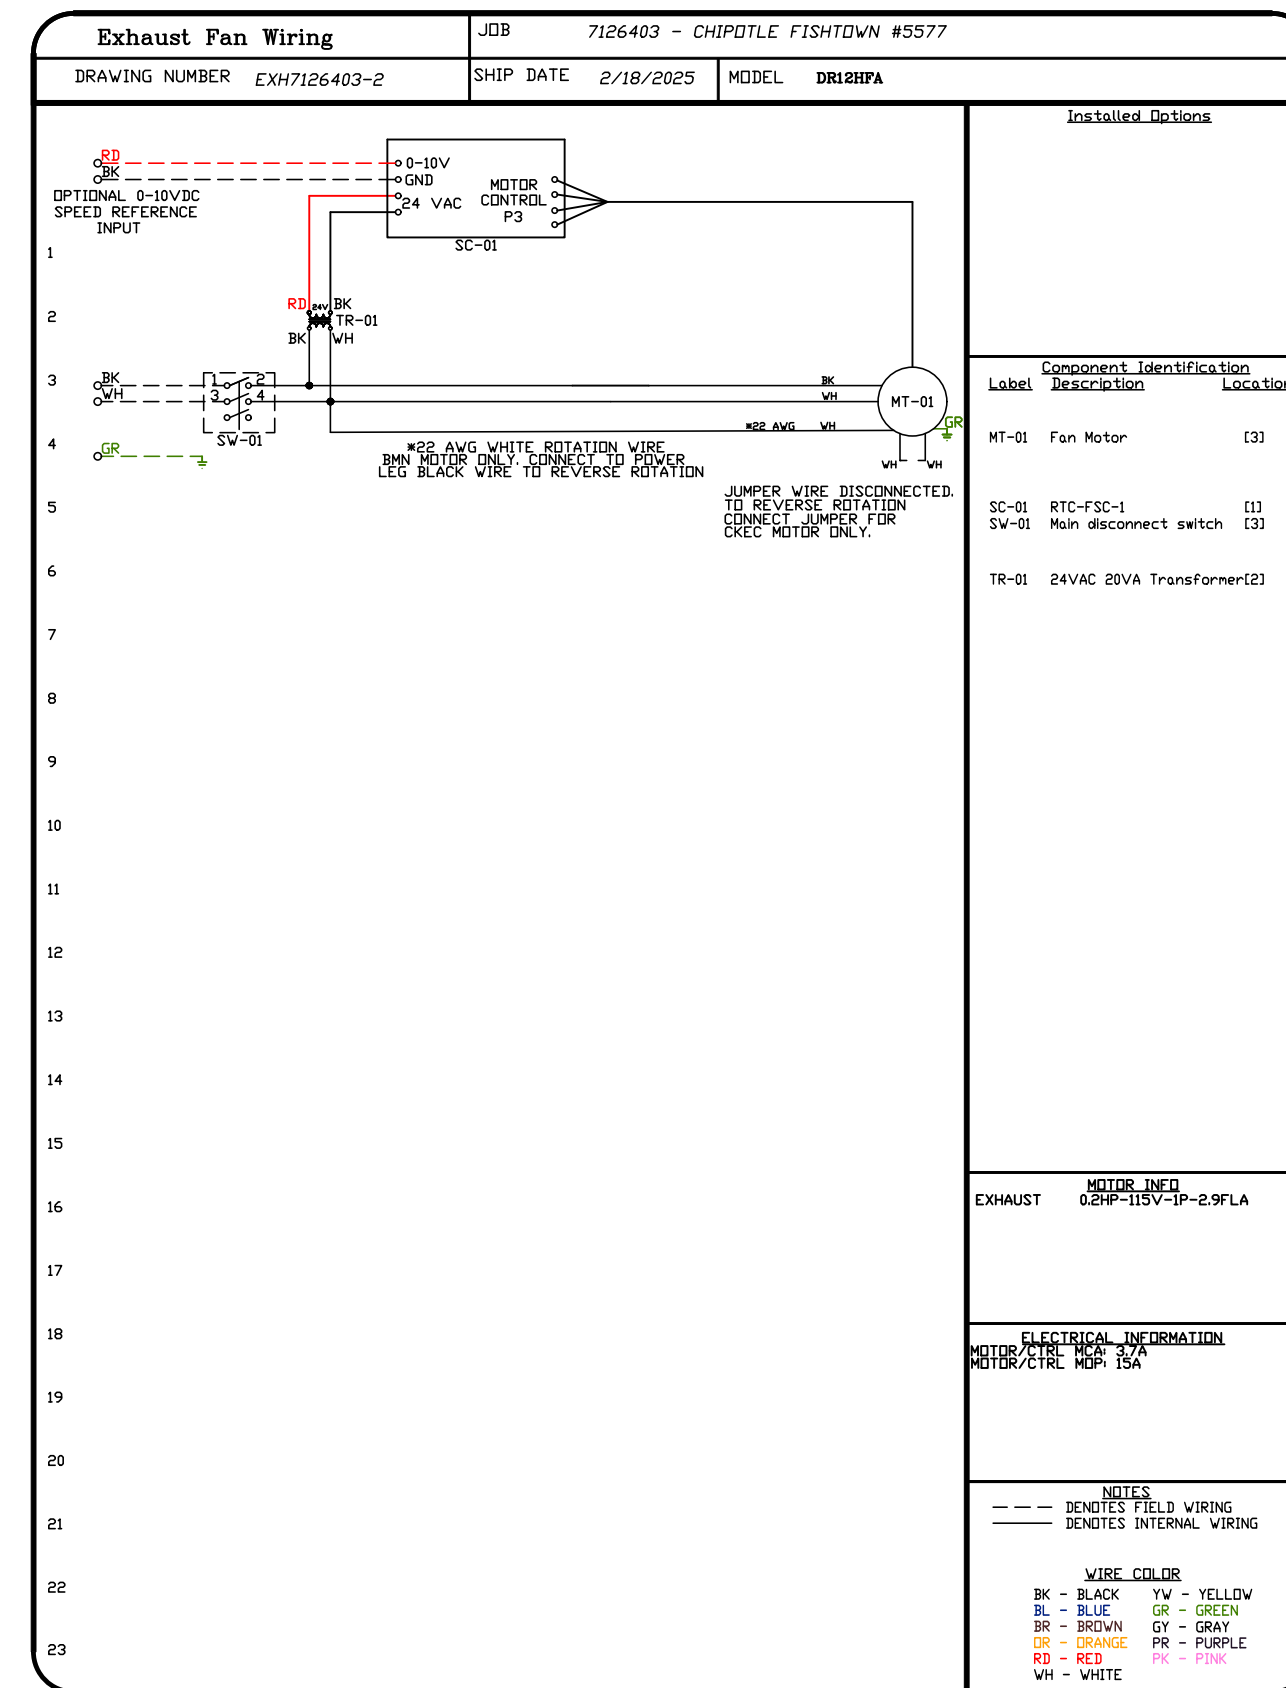 Exhaust Fan Wiring
JOB 7126403 - CHIPOTLE FISHTOWN #5577
DRAWING NUMBER EXH7126403-2
SHIP DATE 2/18/2025
MODEL DR12HFA
RD
BK
OPTIONAL 0-10VDC
SPEED REFERENCE
INPUT
0-10V
GND
24 VAC
MOTOR
CONTROL
P3
SC-01
1
2
RD 24V BK
TR-01
BK WH
3
BK
WH
1 2
3 4
SW-01
BK
WH
MT-01
*22 AWG WH
GR
4
GR
*22 AWG WHITE ROTATION WIRE
BMN MOTOR ONLY. CONNECT TO POWER
LEG BLACK WIRE TO REVERSE ROTATION
WH WH
JUMPER WIRE DISCONNECTED.
TO REVERSE ROTATION
CONNECT JUMPER FOR
CKEC MOTOR ONLY.
5
6
7
8
9
10
11
12
13
14
15
16
17
18
19
20
21
22
23
Installed Options
Component Identification
Label Description Location
MT-01 Fan Motor [3]
SC-01 RTC-FSC-1 [1]
SW-01 Main disconnect switch [3]
TR-01 24VAC 20VA Transformer[2]
MOTOR INFO
EXHAUST 0.2HP-115V-1P-2.9FLA
ELECTRICAL INFORMATION
MOTOR/CTRL MCA: 3.7A
MOTOR/CTRL MOP: 15A
NOTES
DENOTES FIELD WIRING
DENOTES INTERNAL WIRING
WIRE COLOR
BK - BLACK YW - YELLOW
BL - BLUE GR - GREEN
BR - BROWN GY - GRAY
OR - ORANGE PR - PURPLE
RD - RED PK - PINK
WH - WHITE